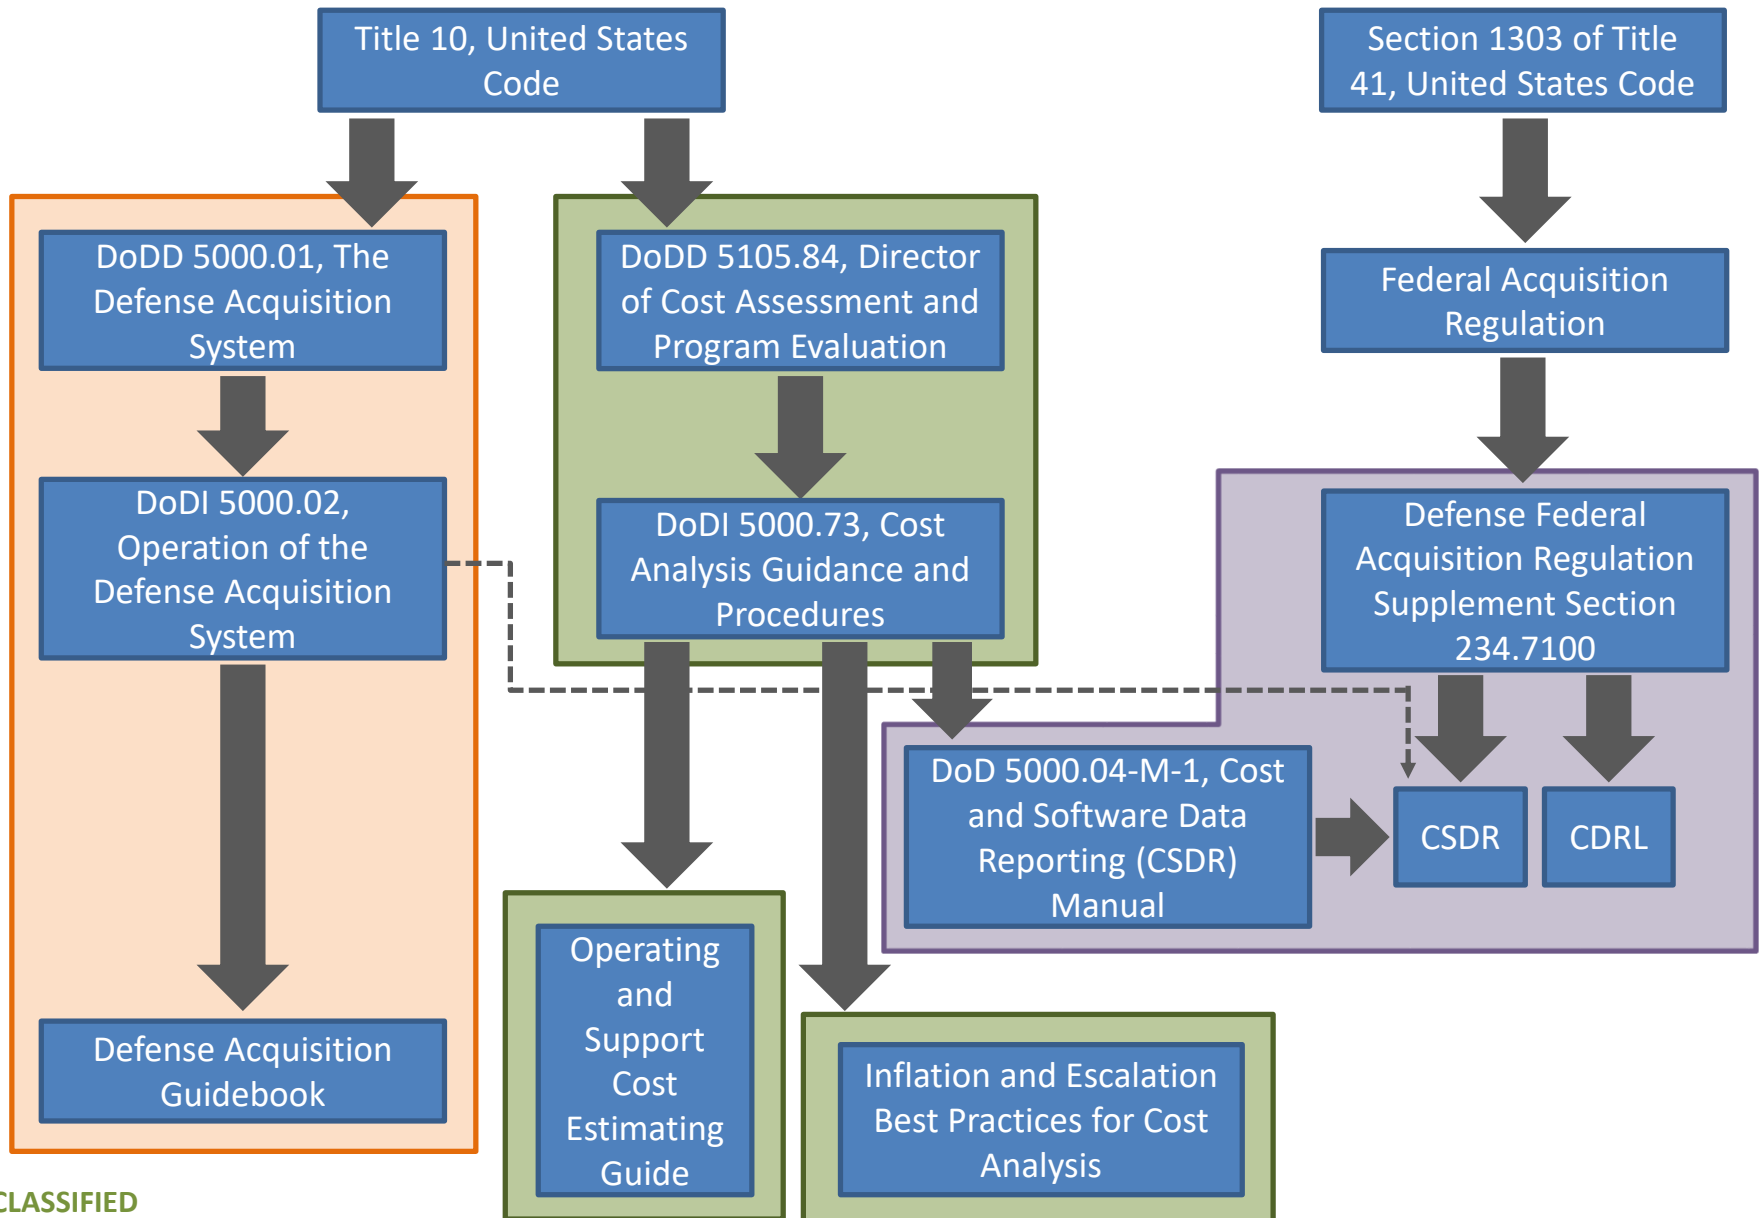 Title 10, United States
Code
Section 1303 of Title
41, United States Code
DoDD 5000.01, The
Defense Acquisition
System
DoDD 5105.84, Director
of Cost Assessment and
Program Evaluation
Federal Acquisition
Regulation
DoDI 5000.02,
Operation of the
Defense Acquisition
System
DoDI 5000.73, Cost
Analysis Guidance and
Procedures
Defense Federal
Acquisition Regulation
Supplement Section
234.7100
DoD 5000.04-M-1, Cost
and Software Data
Reporting (CSDR)
Manual
CSDR
CDRL
Defense Acquisition
Guidebook
Operating
and
Support
Cost
Estimating
Guide
Inflation and Escalation
Best Practices for Cost
Analysis
CLASSIFIED